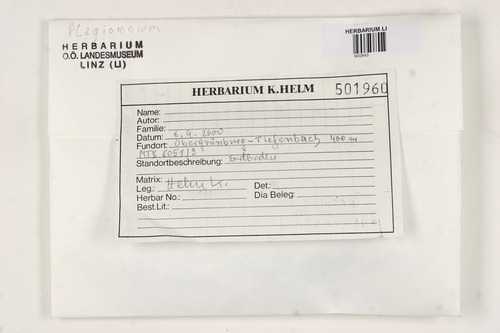 Plagiomnium
HERBARIUM
O.Ö. LANDESMUSEUM
LINZ (LI)
HERBARIUM LI
HERBARIUM K.HELM 501960
Name:
Autor:
Familie:
Datum: 6.9.2000
Fundort: Obergrünburg-Tiefenbach 400 m
MTB 8051/3
Standortbeschreibung: Erdboden
Matrix:
Leg.: Helm K. Det.:
Herbar No.: Dia Beleg:
Best.Lit.: